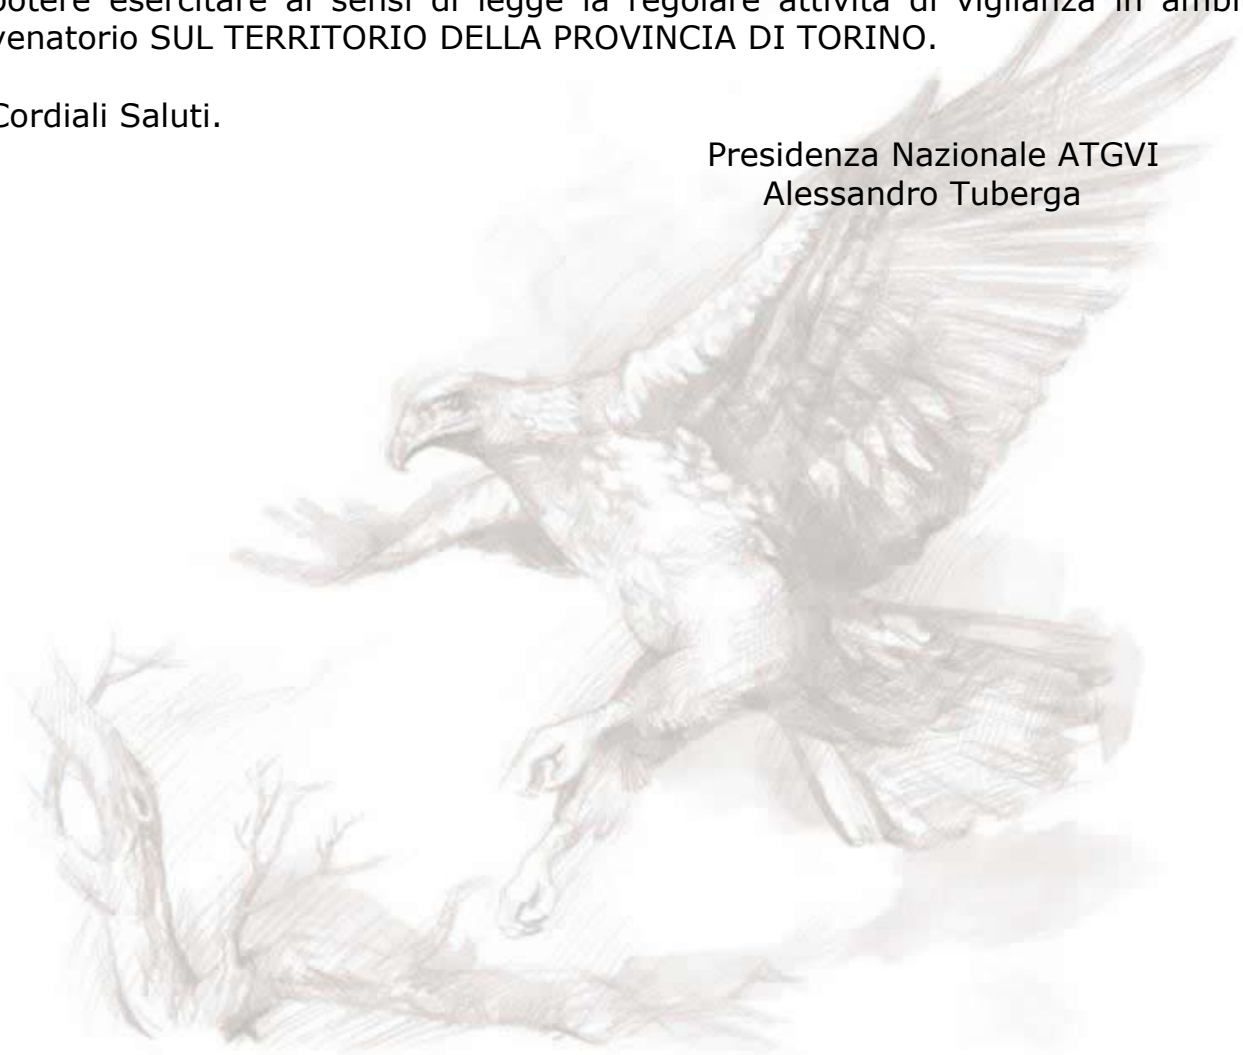 potere esercitare ai sensi di legge la regolare attività di vigilanza in
venatorio SUL TERRITORIO DELLA PROVINCIA DI TORINO.
Cordiali Saluti.
Presidenza Nazionale ATGVI
Alessandro Tuberga